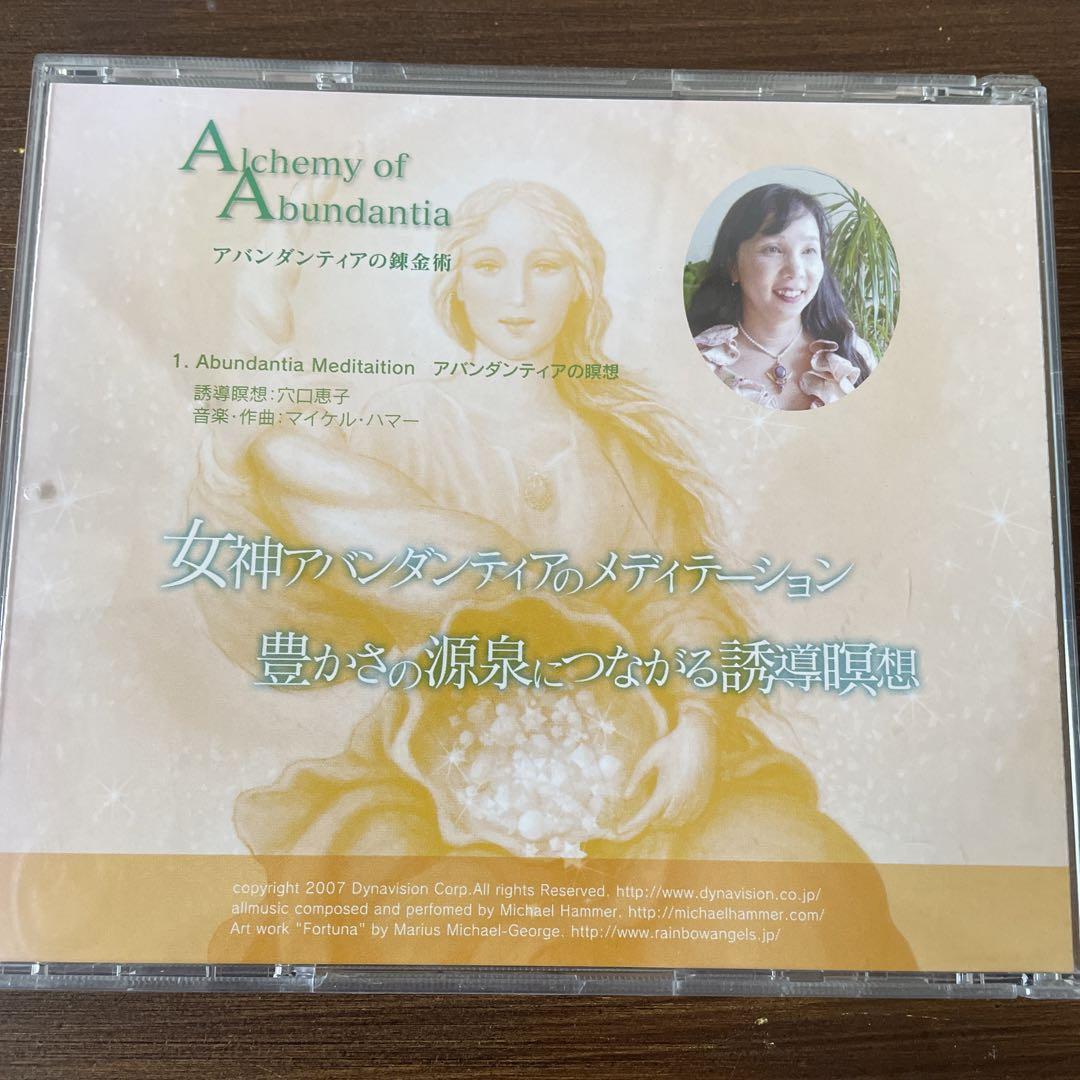 Alchemy of
Abundantia
アバンダンティアの錬金術
1. Abundantia Meditaition　アバンダンティアの瞑想
誘導瞑想:穴口恵子
音楽・作曲:マイケル・ハマー
女神アバンダンティアのメディテーション
豊かさの源泉につながる誘導瞑想
copyright 2007 Dynavision Corp.All rights Reserved. http://www.dynavision.co.jp/
allmusic composed and perfomed by Michael Hammer. http://michaelhammer.com/
Art work "Fortuna" by Marius Michael-George. http://www.rainbowangels.jp/